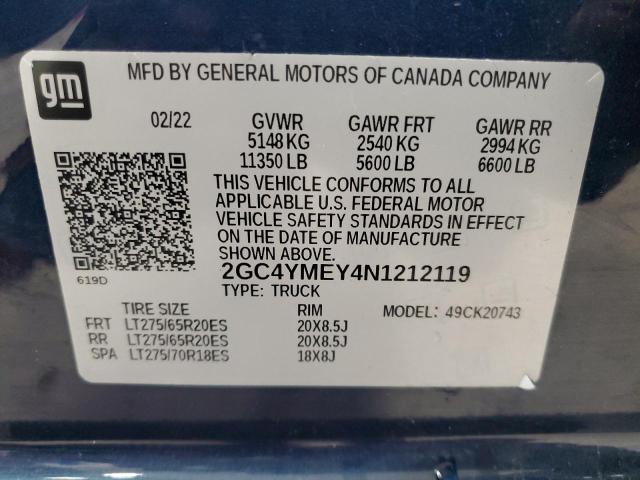 gm
MFD BY GENERAL MOTORS OF CANADA COMPANY
02/22 GVWR GAWR FRT GAWR RR
5148 KG 2540 KG 2994 KG
11350 LB 5600 LB 6600 LB
THIS VEHICLE CONFORMS TO ALL
APPLICABLE U.S. FEDERAL MOTOR
VEHICLE SAFETY STANDARDS IN EFFECT
ON THE DATE OF MANUFACTURE
SHOWN ABOVE.
2GC4YMEY4N1212119
619D
TYPE: TRUCK
TIRE SIZE RIM MODEL: 49CK20743
FRT LT275/65R20ES 20X8.5J
RR LT275/65R20ES 20X8.5J
SPA LT275/70R18ES 18X8J